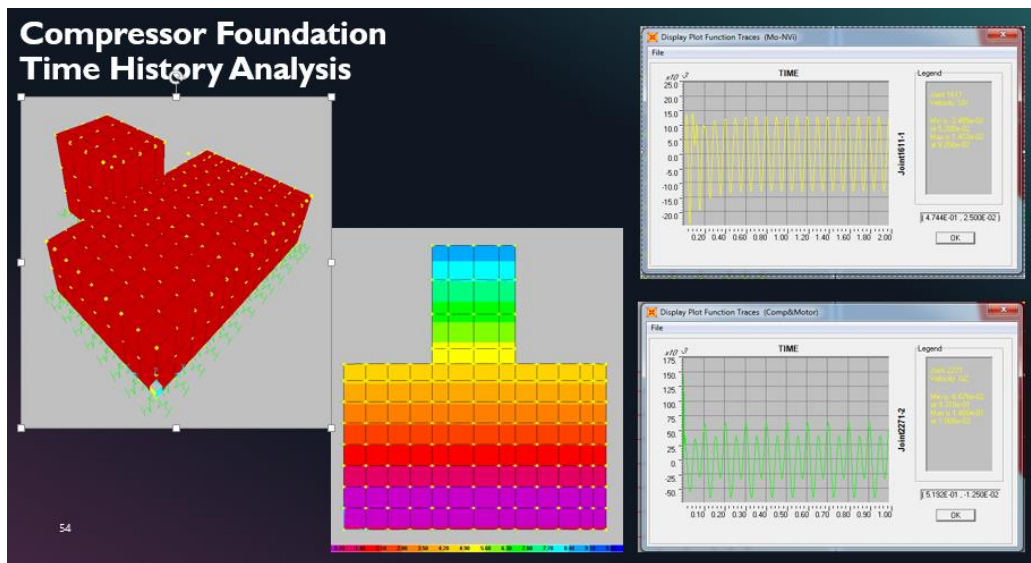 Compressor Foundation
Time History Analysis
Display Plot Function Traces (Mo-NVi)
File
TIME
Legend
x10 -3
25.0
20.0
15.0
10.0
5.0
0.0
-5.0
-10.0
-15.0
-20.0
0.20 0.40 0.60 0.80 1.00 1.20 1.40 1.60 1.80 2.00
Joint1611-1
( 4.744E-01 , 2.500E-02 )
OK
Display Plot Function Traces (Comp&Motor)
File
TIME
Legend
x10 -3
175.
150.
125.
100.
75.
50.
25.
0.
-25.
-50.
0.10 0.20 0.30 0.40 0.50 0.60 0.70 0.80 0.90 1.00
Joint2271-2
( 5.192E-01 , -1.250E-02
OK
54